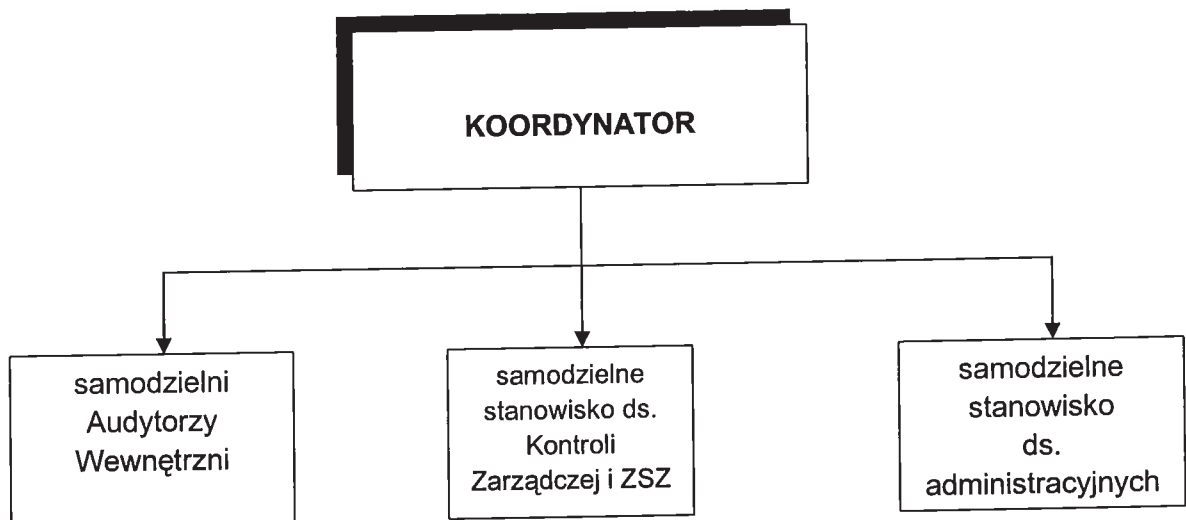 KOORDYNATOR
samodzielni
Audytorzy
Wewnętrzni
samodzielne
stanowisko ds.
Kontroli
Zarządczej i ZSZ
samodzielne
stanowisko
ds.
administracyjnych